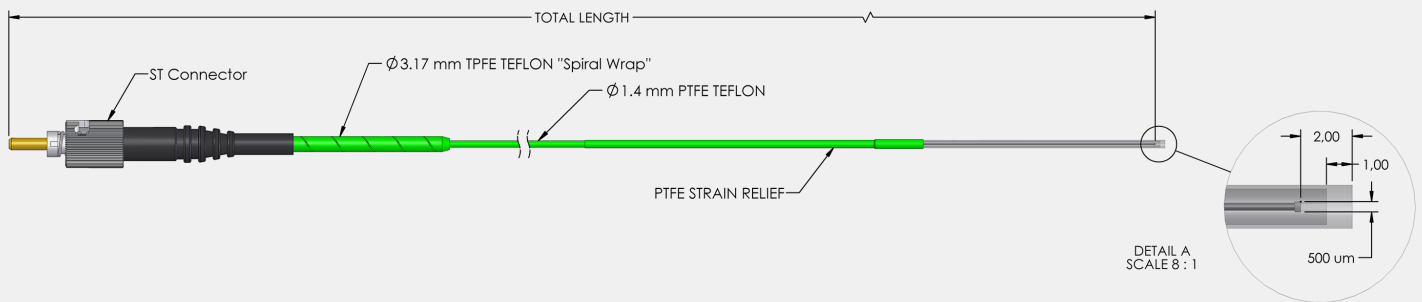 TOTAL LENGTH
ST Connector
Ø3.17 mm TPFE TEFLON "Spiral Wrap"
Ø1.4 mm PTFE TEFLON
PTFE STRAIN RELIEF
2,00
1,00
500 um
DETAIL A
SCALE 8 : 1